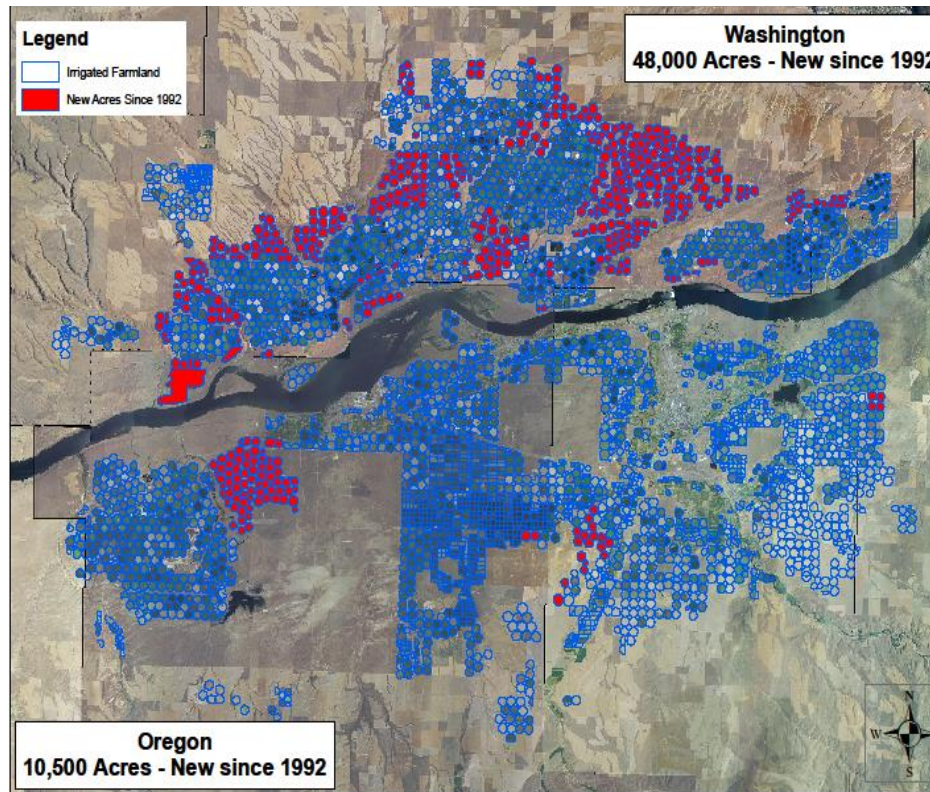 Legend
Irrigated Farmland
New Acres Since 1992
Washington
48,000 Acres - New since 1992
Oregon
10,500 Acres - New since 1992
N
W
S